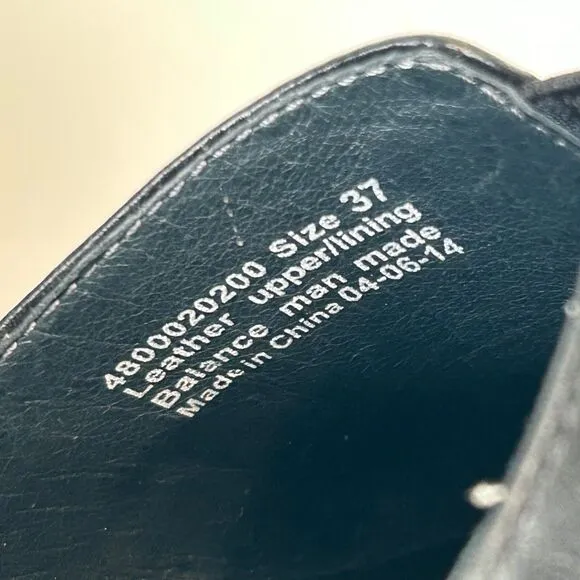 4800020200 Size 37
Leather upper/lining
Balance man made
Made in China 04-06-14